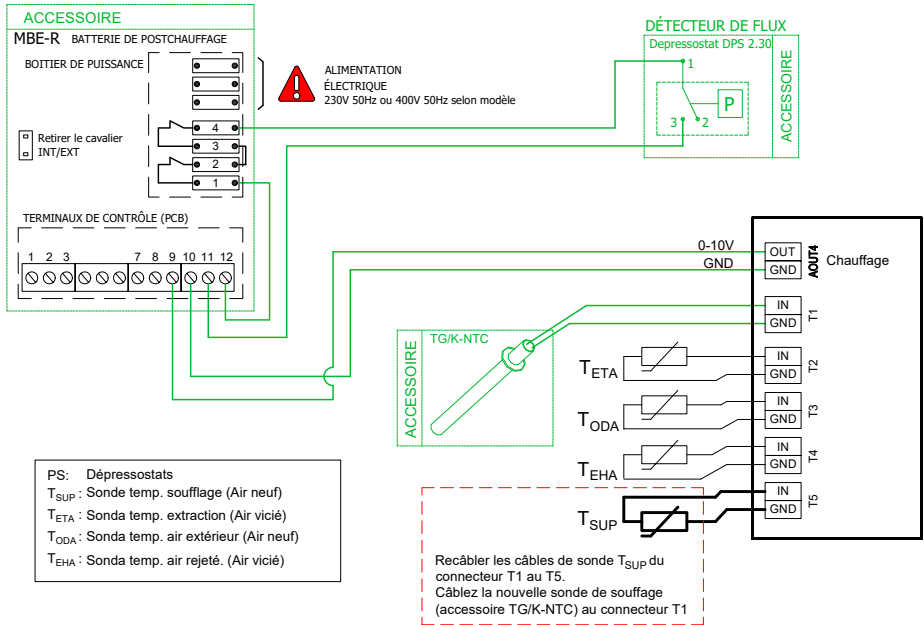 ACCESSOIRE
MBE-R BATTERIE DE POSTCHAUFFAGE
BOITIER DE PUISSANCE
ALIMENTATION
ÉLECTRIQUE
230V 50Hz ou 400V 50Hz selon modèle
4
3
2
1
Retirer le cavalier
INT/EXT
TERMINAUX DE CONTRÔLE (PCB)
1 2 3 7 8 9 10 11 12
DÉTECTEUR DE FLUX
Depressostat DPS 2.30
1
P
3 2
ACCESSOIRE
0-10V
GND
OUT
GND
AOUT4
Chauffage
IN
GND
T1
IN
GND
T2
IN
GND
T3
IN
GND
T4
IN
GND
T5
ACCESSOIRE
TG/K-NTC
TETA
TODA
TEHA
TSUP
Recâbler les câbles de sonde TSUP du
connecteur T1 au T5.
Câblez la nouvelle sonde de souffage
(accessoire TG/K-NTC) au connecteur T1
PS: Dépressostats
TSUP : Sonde temp. soufflage (Air neuf)
TETA : Sonda temp. extraction (Air vicié)
TODA : Sonda temp. air extérieur (Air neuf)
TEHA : Sonda temp. air rejeté. (Air vicié)